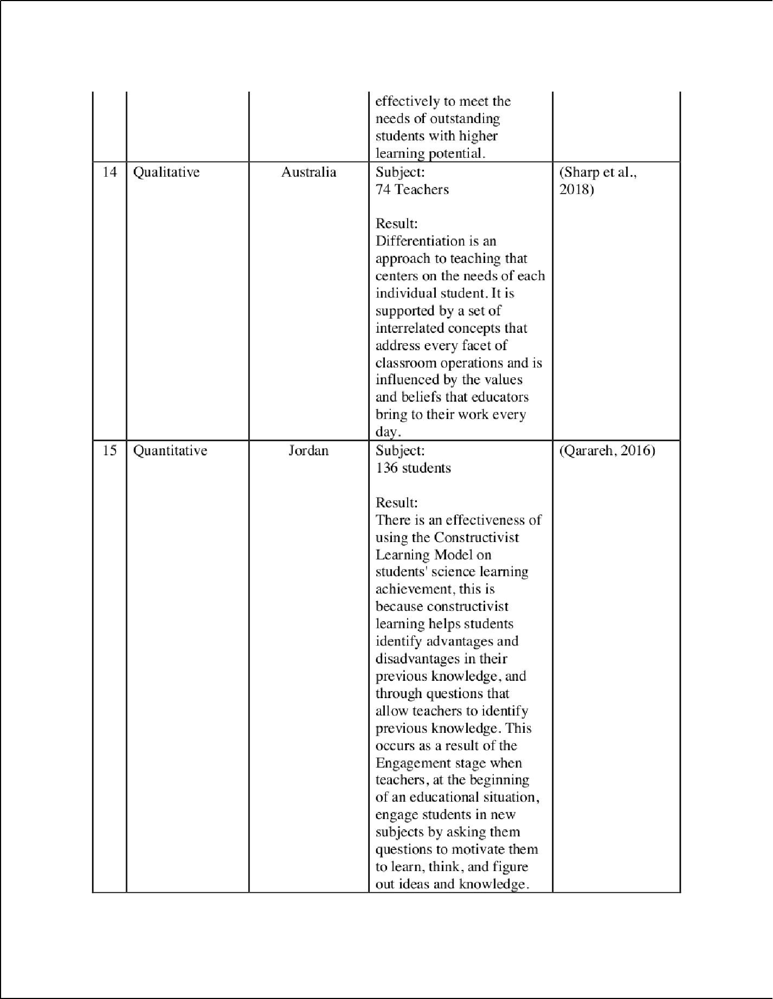 effectively to meet the
needs of outstanding
students with higher
learning potential.
14 Qualitative Australia Subject: (Sharp et al.,
74 Teachers 2018)
Result:
Differentiation is an
approach to teaching that
centers on the needs of each
individual student. It is
supported by a set of
interrelated concepts that
address every facet of
classroom operations and is
influenced by the values
and beliefs that educators
bring to their work every
day.
15 Quantitative Jordan Subject: (Qarareh, 2016)
136 students
Result:
There is an effectiveness of
using the Constructivist
Learning Model on
students' science learning
achievement, this is
because constructivist
learning helps students
identify advantages and
disadvantages in their
previous knowledge, and
through questions that
allow teachers to identify
previous knowledge. This
occurs as a result of the
Engagement stage when
teachers, at the beginning
of an educational situation,
engage students in new
subjects by asking them
questions to motivate them
to learn, think, and figure
out ideas and knowledge.